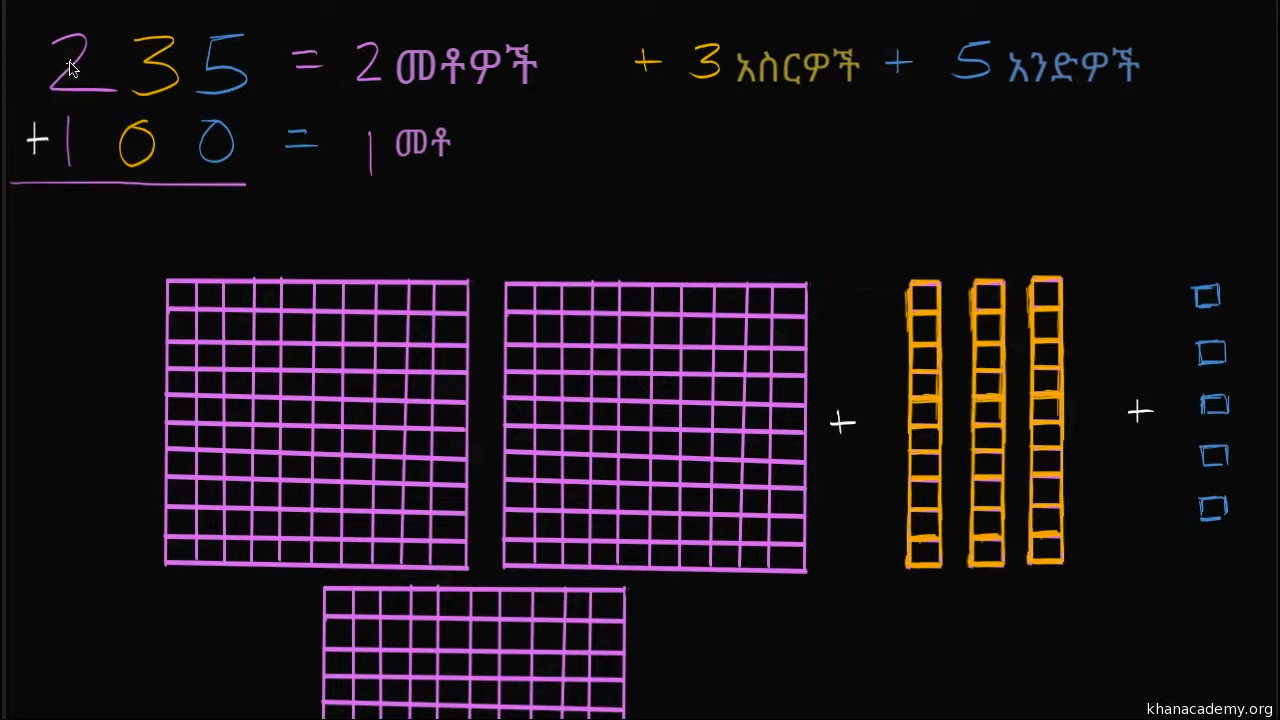 235 = 2 መቶዎች + 3 አስርዎች + 5 አንድዎች
+100 = 1 መቶ
+ +
khanacademy.org